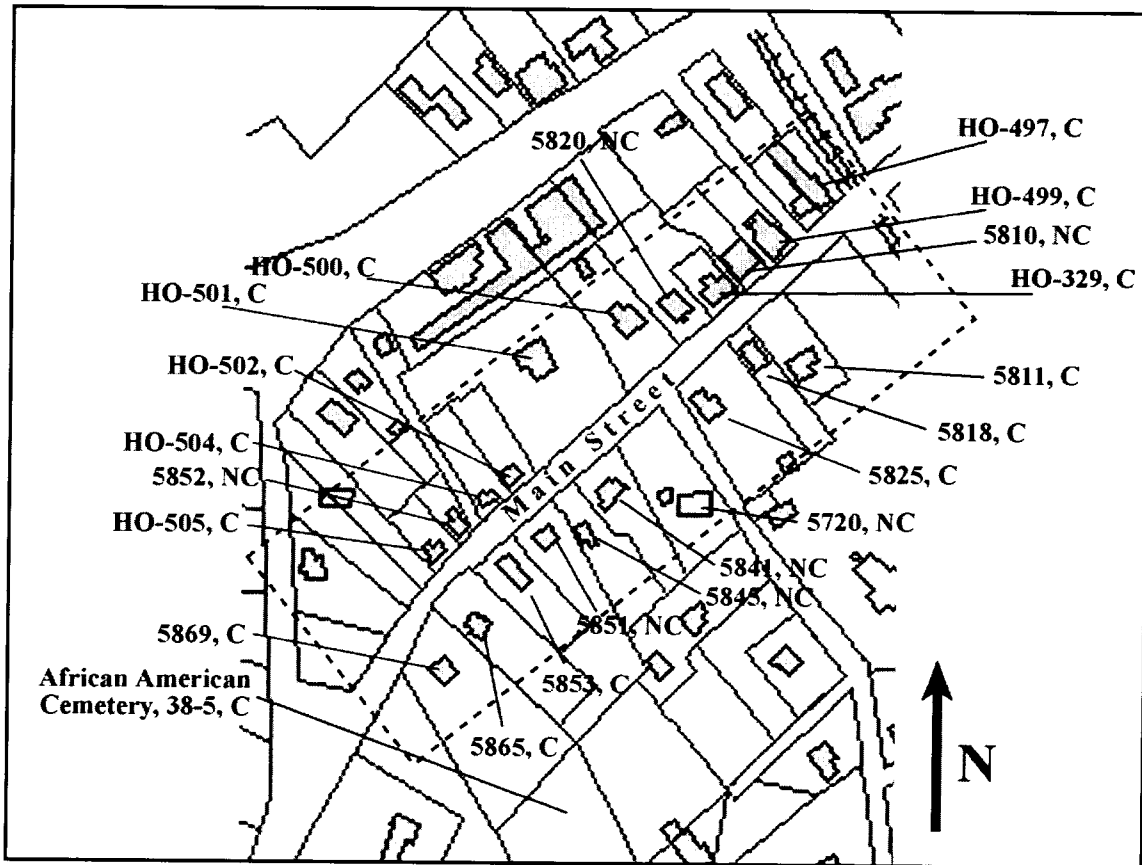 HO-497, C
5820, NC
HO-499, C
5810, NC
HO-500, C
HO-329, C
HO-501, C
HO-502, C
5811, C
Main Street
5818, C
HO-504, C
5825, C
5852, NC
HO-505, C
5720, NC
5841, NC
5845, NC
5851, NC
5869, C
5853, C
African American
Cemetery, 38-5, C
5865, C
N